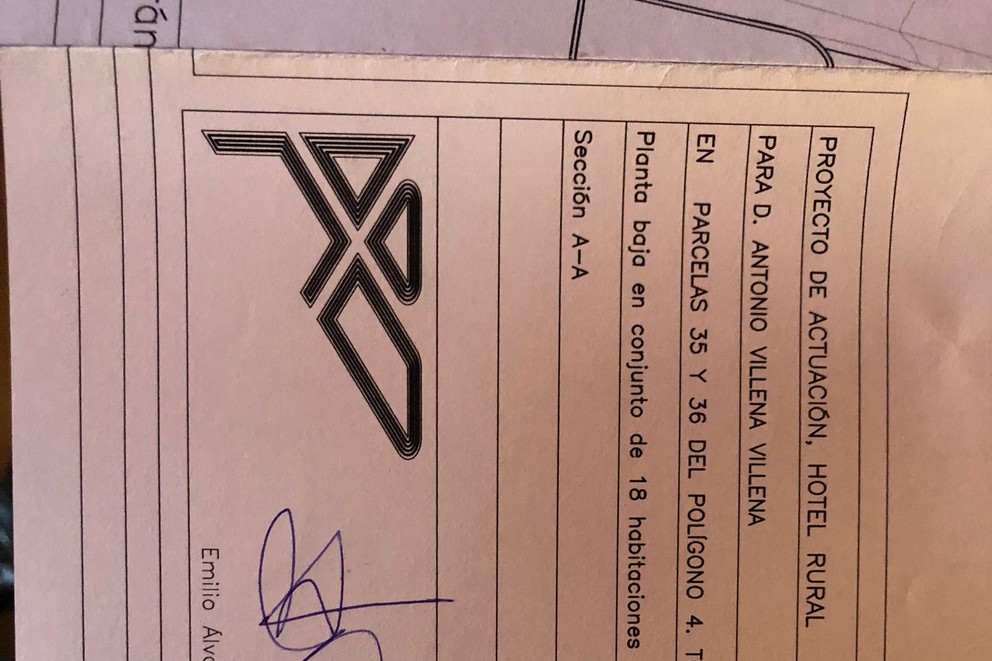 PROYECTO DE ACTUACIÓN, HOTEL RURAL
PARA D. ANTONIO VILLENA VILLENA
EN PARCELAS 35 Y 36 DEL POLÍGONO 4.
Planta baja en conjunto de 18 habitaciones
Sección A-A
Emilio